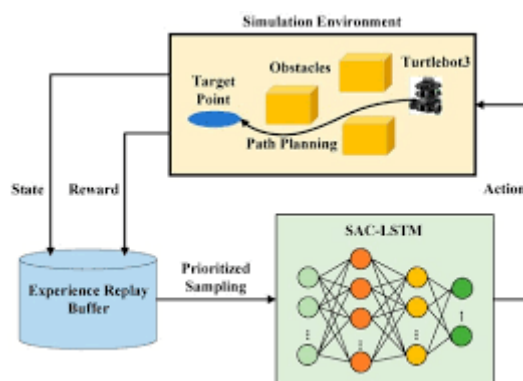 Simulation Environment
Obstacles
Turtlebot3
Target
Point
Path Planning
State
Reward
Action
SAC-LSTM
Prioritized
Sampling
Experience Replay
Buffer